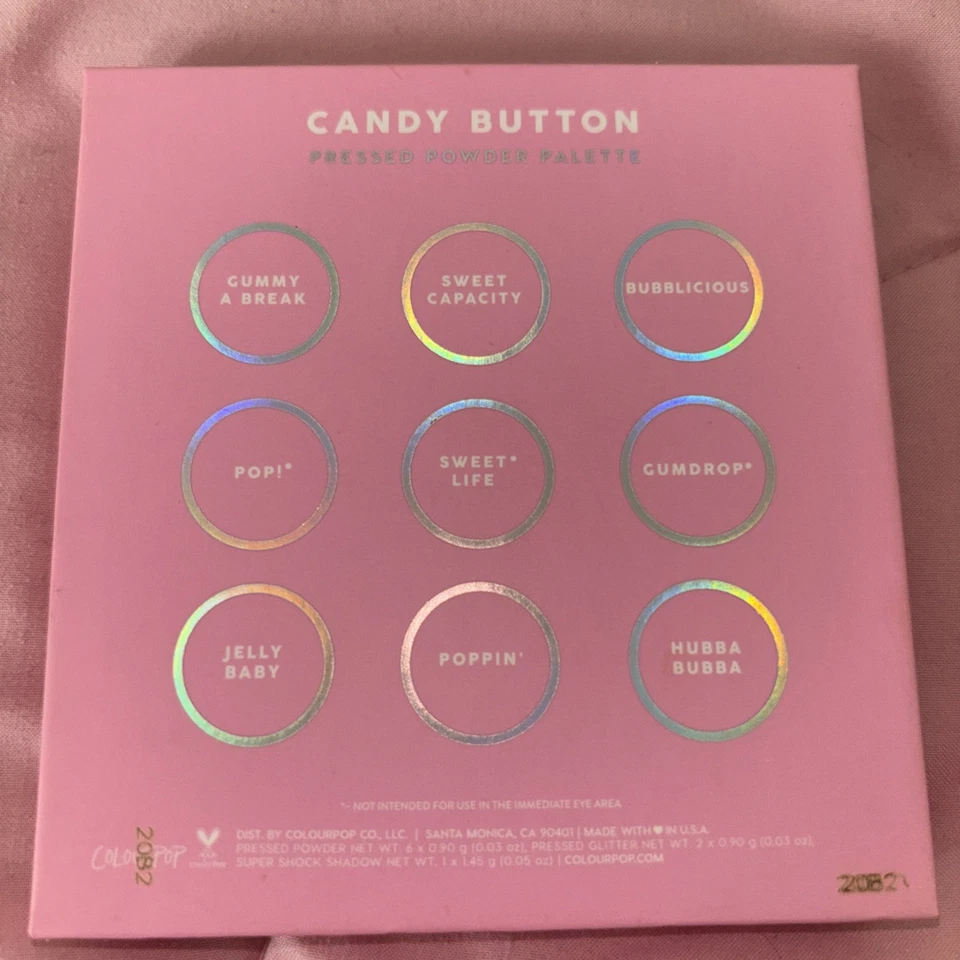 CANDY BUTTON
PRESSED POWDER PALETTE
GUMMY
A BREAK
SWEET
CAPACITY
BUBBLICIOUS
POP!*
SWEET*
LIFE
GUMDROP*
JELLY
BABY
POPPIN'
HUBBA
BUBBA
*- NOT INTENDED FOR USE IN THE IMMEDIATE EYE AREA
DIST. BY COLOURPOP CO., LLC. | SANTA MONICA, CA 90401 | MADE WITH ♥ IN U.S.A.
PRESSED POWDER NET WT. 6 x 0.90 g (0.03 oz), PRESSED GLITTER NET WT. 2 x 0.90 g (0.03 oz),
SUPER SHOCK SHADOW NET WT. 1 x 1.45 g (0.05 oz) | COLOURPOP.COM
COLOURPOP
2082